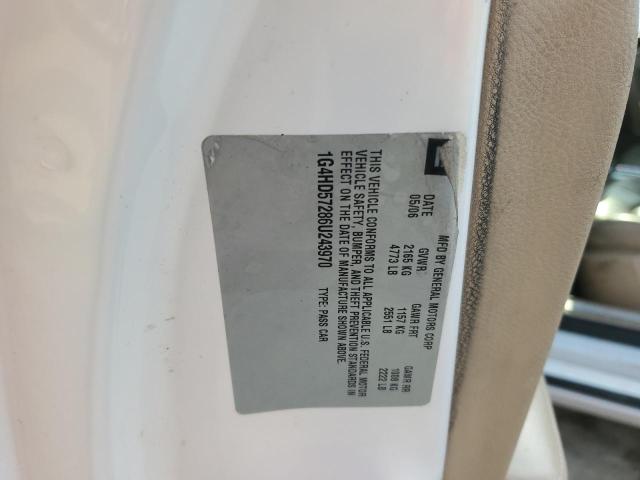 MFD BY GENERAL MOTORS CORP
DATE GVWR GAWR FRT GAWR RR
05/06 2165 KG 1157 KG 1008 KG
4773 LB 2551 LB 2222 LB
THIS VEHICLE CONFORMS TO ALL APPLICABLE U.S. FEDERAL MOTOR
VEHICLE SAFETY, BUMPER, AND THEFT PREVENTION STANDARDS IN
EFFECT ON THE DATE OF MANUFACTURE SHOWN ABOVE.
1G4HD57286U243970 TYPE: PASS CAR